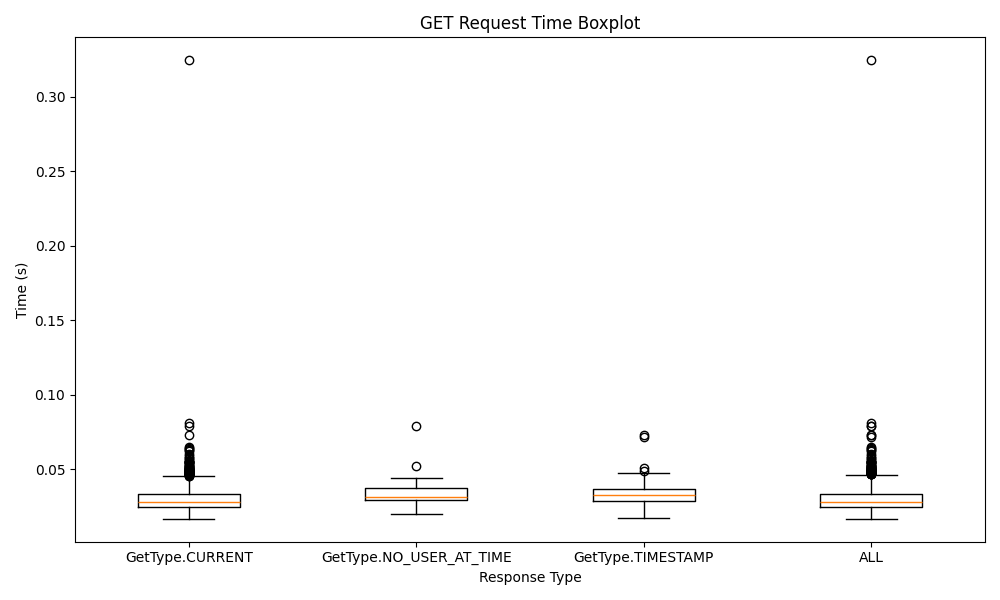 GET Request Time Boxplot
Time (s)
0.30
0.25
0.20
0.15
0.10
0.05
GetType.CURRENT
GetType.NO_USER_AT_TIME
GetType.TIMESTAMP
ALL
Response Type